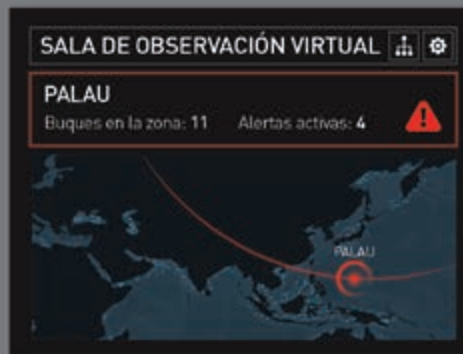 SALA DE OBSERVACIÓN VIRTUAL
PALAU
Buques en la zona: 11 Alertas activas: 4
PALAU